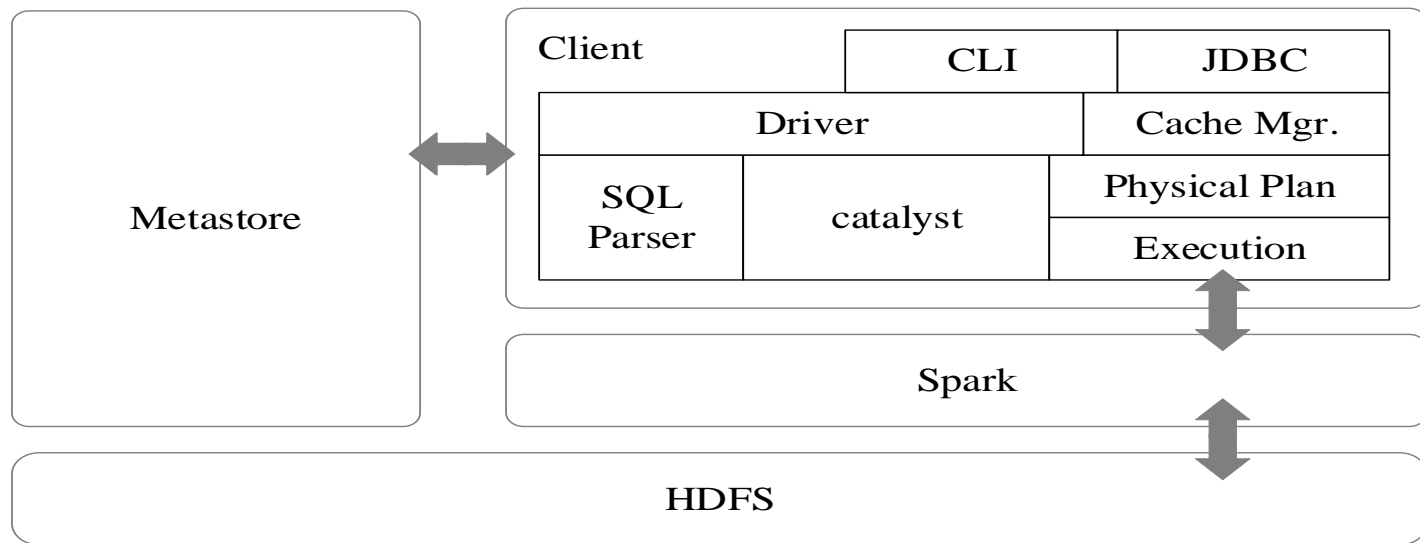 Client
CLI
JDBC
Driver
Cache Mgr.
Metastore
SQL
Parser
catalyst
Physical Plan
Execution
Spark
HDFS